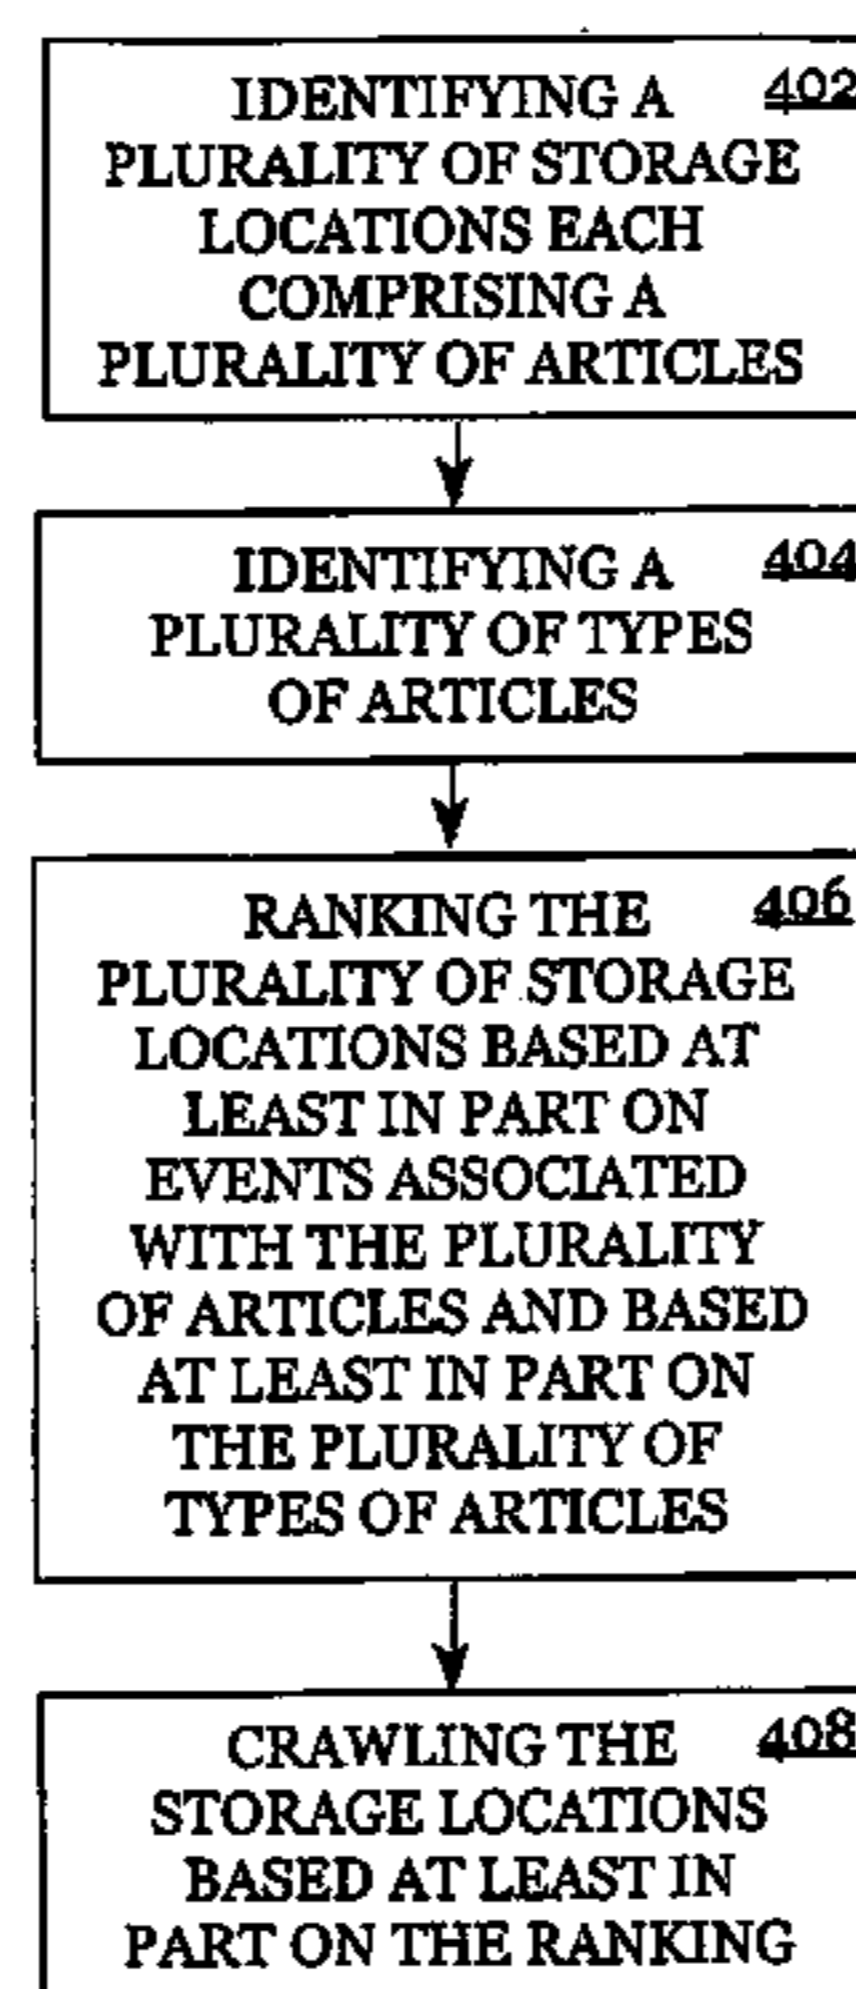 IDENTIFYING A 402
PLURALITY OF STORAGE
LOCATIONS EACH
COMPRISING A
PLURALITY OF ARTICLES
IDENTIFYING A 404
PLURALITY OF TYPES
OF ARTICLES
RANKING THE 406
PLURALITY OF STORAGE
LOCATIONS BASED AT
LEAST IN PART ON
EVENTS ASSOCIATED
WITH THE PLURALITY
OF ARTICLES AND BASED
AT LEAST IN PART ON
THE PLURALITY OF
TYPES OF ARTICLES
CRAWLING THE 408
STORAGE LOCATIONS
BASED AT LEAST IN
PART ON THE RANKING